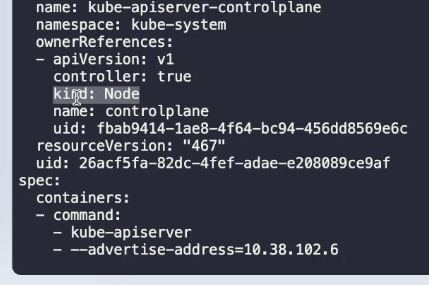 name: kube-apiserver-controlplane
namespace: kube-system
ownerReferences:
- apiVersion: v1
controller: true
kind: Node
name: controlplane
uid: fbab9414-1ae8-4f64-bc94-456dd8569e6c
resourceVersion: "467"
uid: 26acf5fa-82dc-4fef-adae-e208089ce9af
spec:
containers:
- command:
- kube-apiserver
- --advertise-address=10.38.102.6